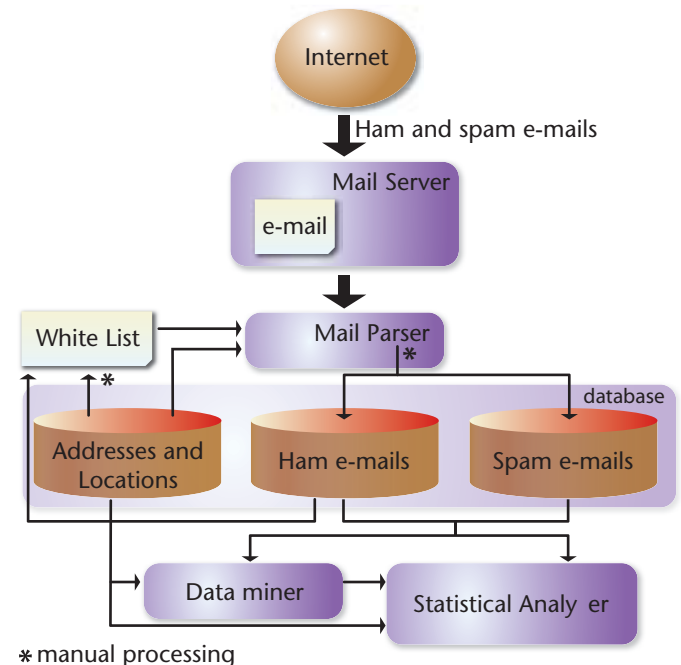 Internet
Ham and spam e-mails
Mail Server
e-mail
White List
Mail Parser
*
*
database
Addresses and
Locations
Ham e-mails
Spam e-mails
Data miner
Statistical Analy er
* manual processing